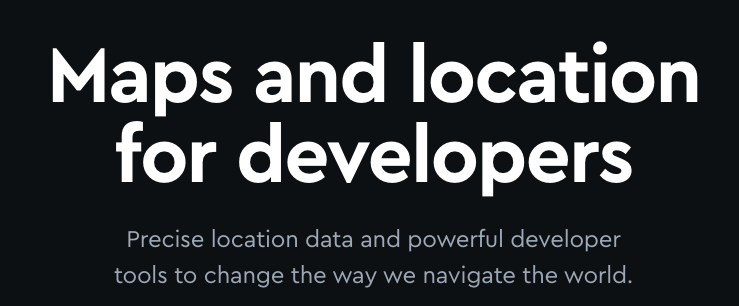 Maps and location
for developers
Precise location data and powerful developer
tools to change the way we navigate the world.